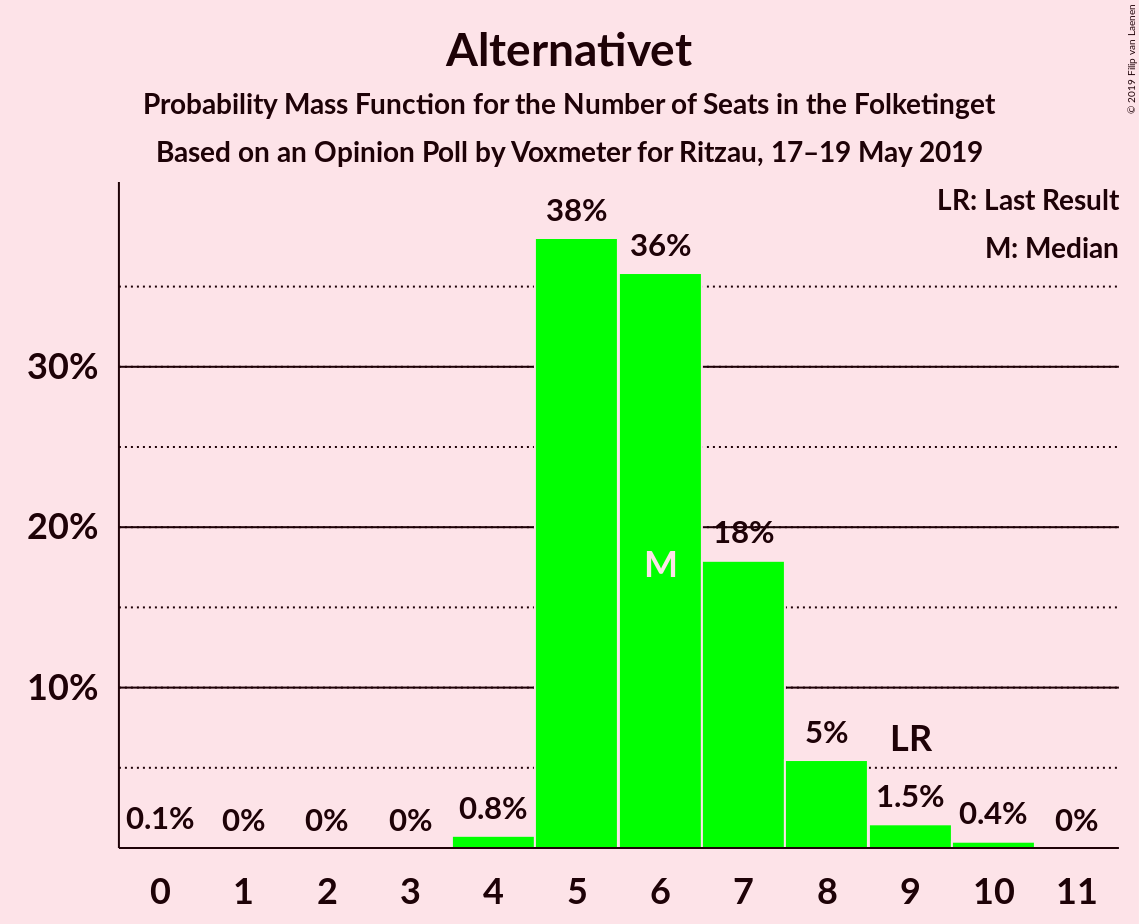 Alternativet
Probability Mass Function for the Number of Seats in the Folketinget
Based on an Opinion Poll by Voxmeter for Ritzau, 17–19 May 2019
© 2019 Filip van Laenen
LR: Last Result
M: Median
38%
36%
30%
20%
18%
M
10%
5%
LR
1.5%
0.8%
0.4%
0.1%
0%
0%
0%
0%
0 1 2 3 4 5 6 7 8 9 10 11